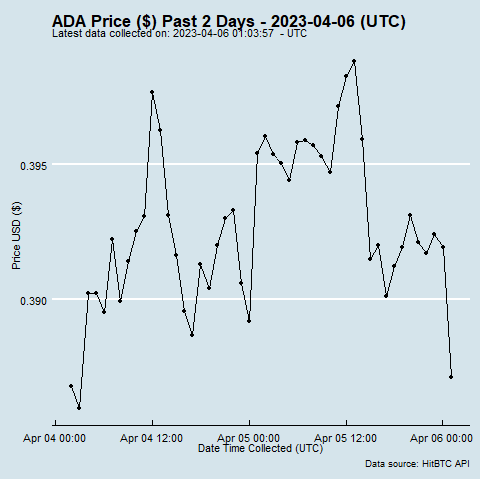 ADA Price ($) Past 2 Days - 2023-04-06 (UTC)
Latest data collected on: 2023-04-06 01:03:57 - UTC
0.395
Price USD ($)
0.390
Apr 04 00:00 Apr 04 12:00 Apr 05 00:00 Apr 05 12:00 Apr 06 00:00
Date Time Collected (UTC)
Data source: HitBTC API